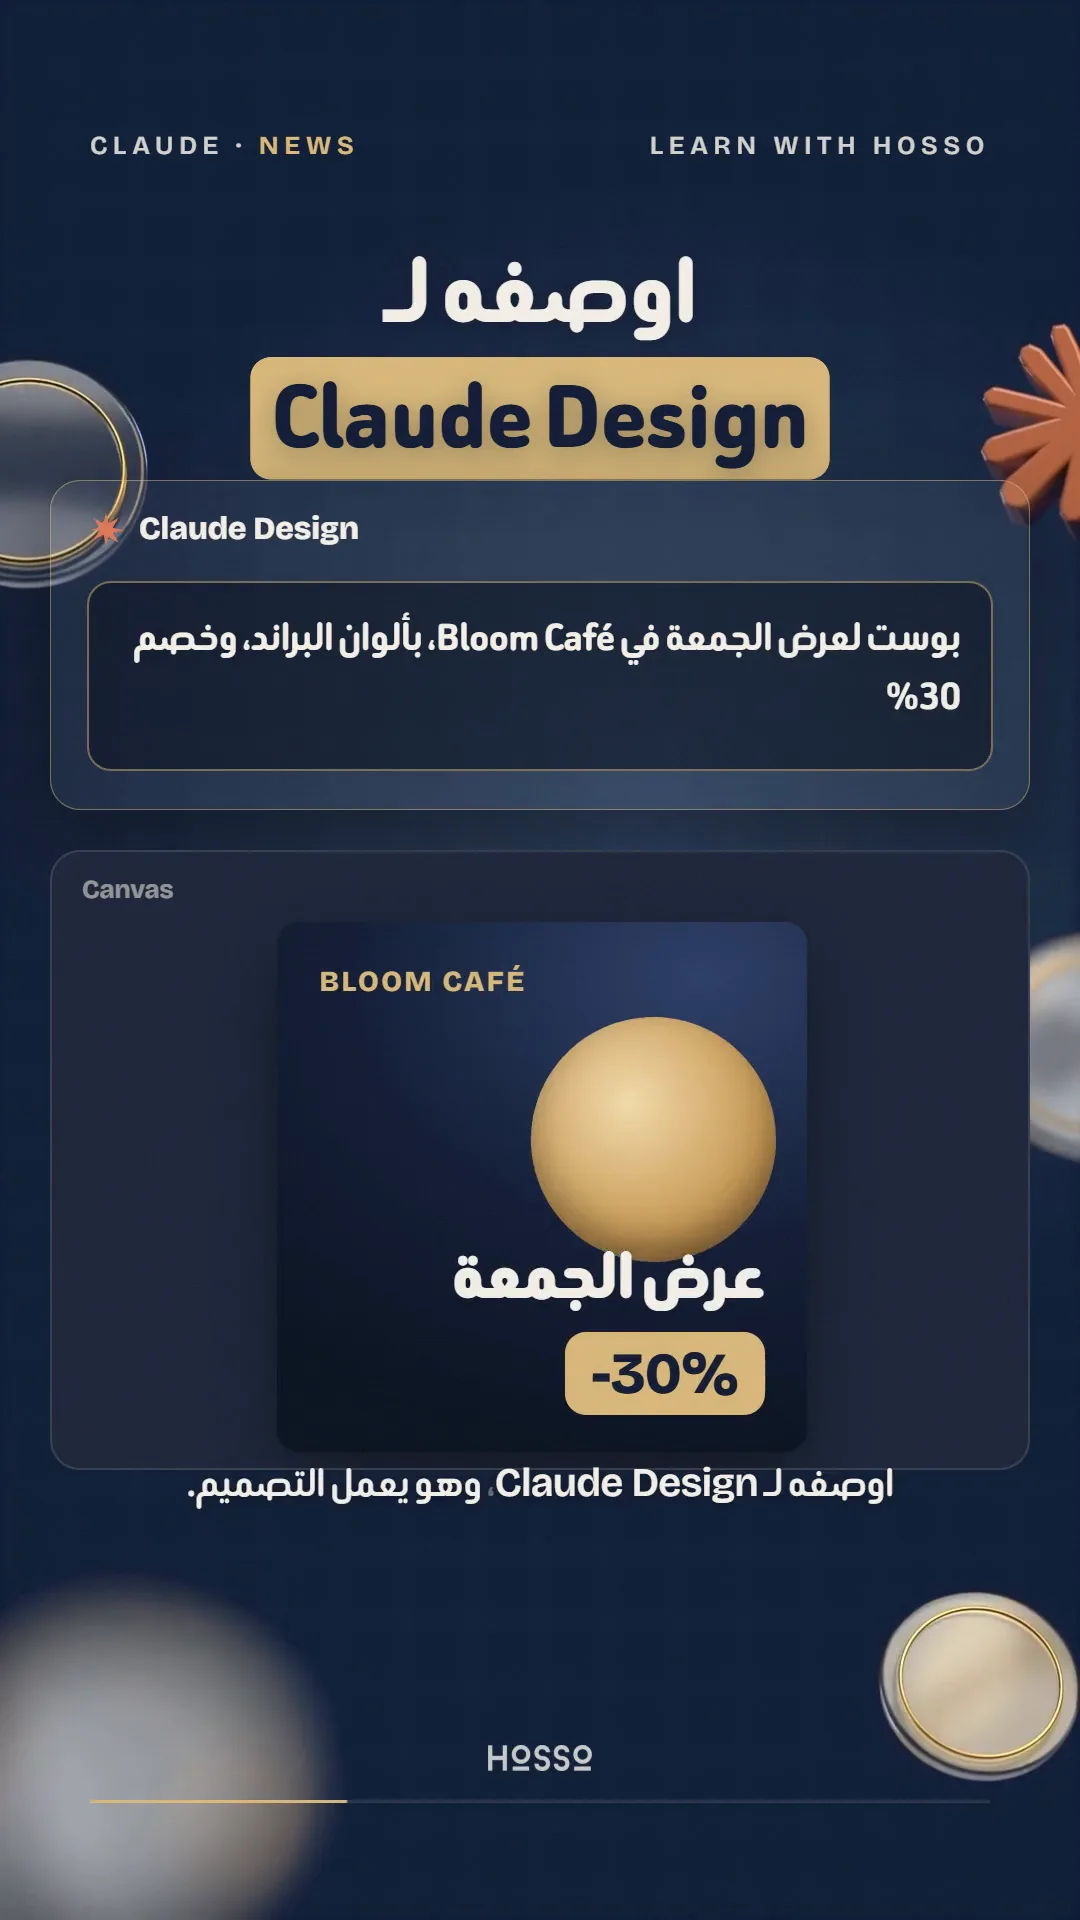 CLAUDE · NEWS
LEARN WITH HOSSO
اوصفه لـ
Claude Design
Claude Design
بوست لعرض الجمعة في Bloom Café، بألوان البراند، وخصم
30%
Canvas
BLOOM CAFÉ
عرض الجمعة
-30%
اوصفه لـ Claude Design، وهو يعمل التصميم.
HOSSO